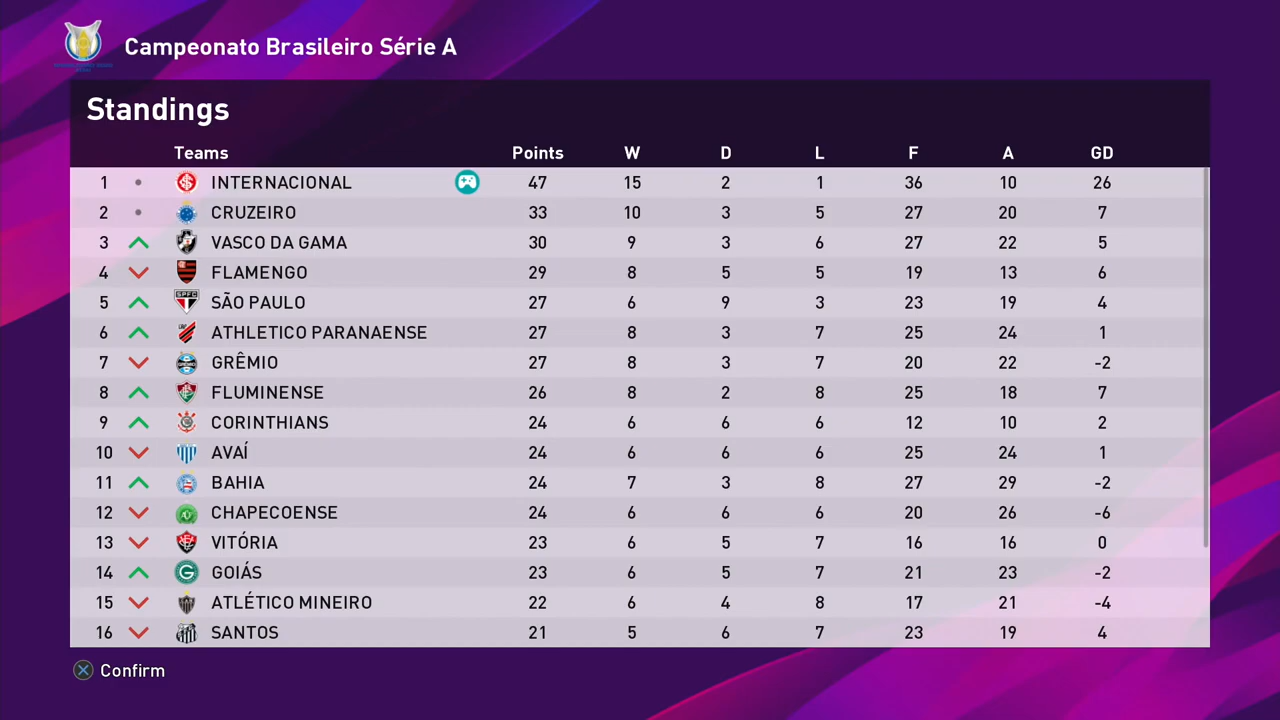 Campeonato Brasileiro Série A
Standings
Teams Points W D L F A GD
1 INTERNACIONAL 47 15 2 1 36 10 26
2 CRUZEIRO 33 10 3 5 27 20 7
3 VASCO DA GAMA 30 9 3 6 27 22 5
4 FLAMENGO 29 8 5 5 19 13 6
5 SÃO PAULO 27 6 9 3 23 19 4
6 ATHLETICO PARANAENSE 27 8 3 7 25 24 1
7 GRÊMIO 27 8 3 7 20 22 -2
8 FLUMINENSE 26 8 2 8 25 18 7
9 CORINTHIANS 24 6 6 6 12 10 2
10 AVAÍ 24 6 6 6 25 24 1
11 BAHIA 24 7 3 8 27 29 -2
12 CHAPECOENSE 24 6 6 6 20 26 -6
13 VITÓRIA 23 6 5 7 16 16 0
14 GOIÁS 23 6 5 7 21 23 -2
15 ATLÉTICO MINEIRO 22 6 4 8 17 21 -4
16 SANTOS 21 5 6 7 23 19 4
Confirm